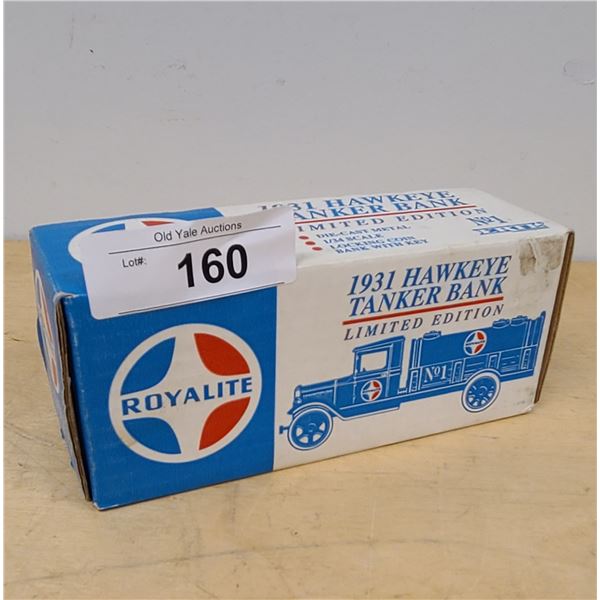 Old Yale Auctions
Lot#:
160
1931 HAWKEYE
TANKER BANK
LIMITED EDITION
DIE-CAST METAL
1/34 SCALE
LOCKING COIN
BANK WITH KEY
Nº1
1931 HAWKEYE
TANKER BANK
LIMITED EDITION
ROYALITE
Nº1